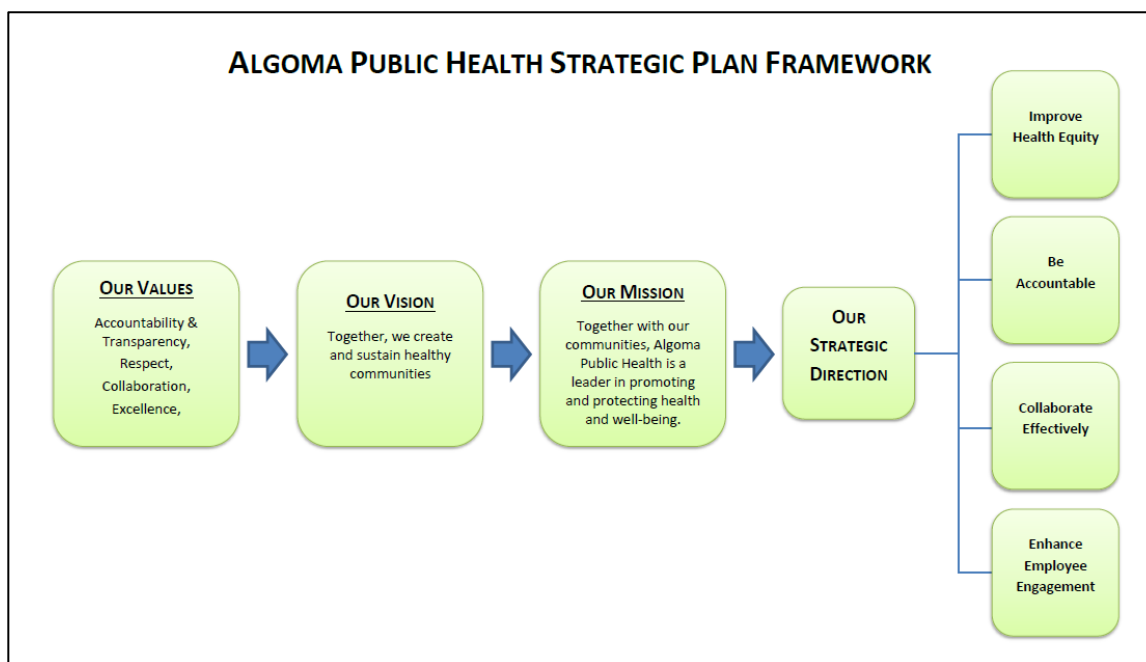 ALGOMA PUBLIC HEALTH STRATEGIC PLAN FRAMEWORK
OUR VALUES
Accountability &
Transparency,
Respect,
Collaboration,
Excellence,
OUR VISION
Together, we create
and sustain healthy
communities
OUR MISSION
Together with our
communities, Algoma
Public Health is a
leader in promoting
and protecting health
and well-being.
OUR
STRATEGIC
DIRECTION
Improve
Health Equity
Be
Accountable
Collaborate
Effectively
Enhance
Employee
Engagement